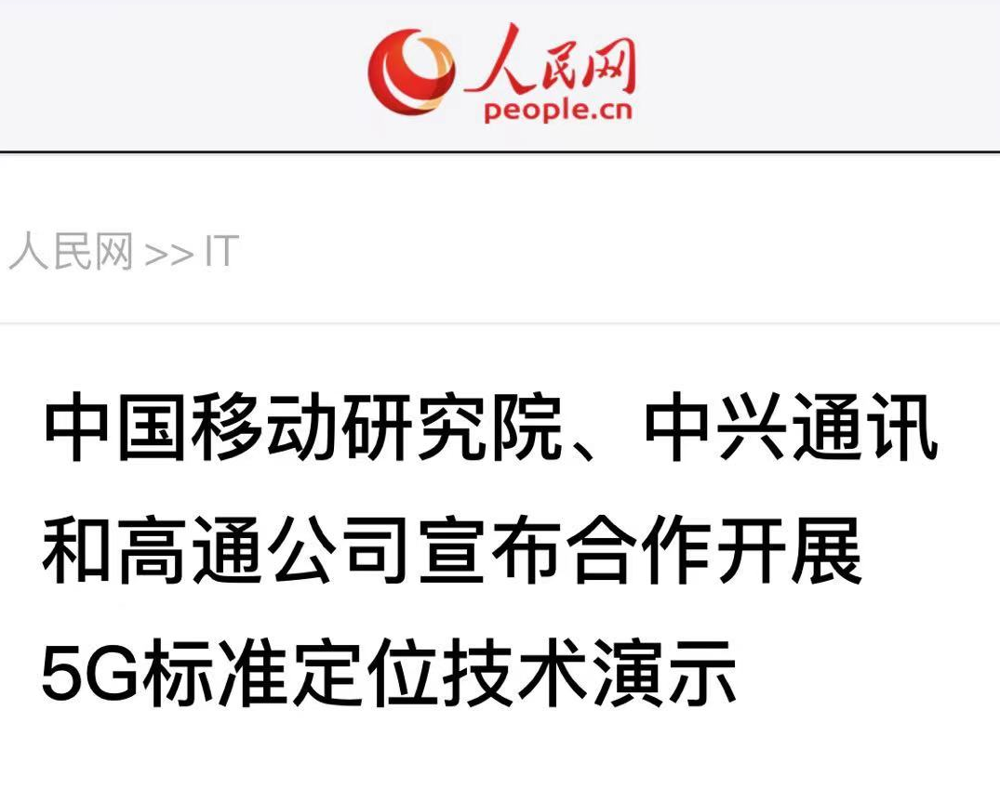 人民网
people.cn
人民网 >> IT
中国移动研究院、中兴通讯
和高通公司宣布合作开展
5G标准定位技术演示